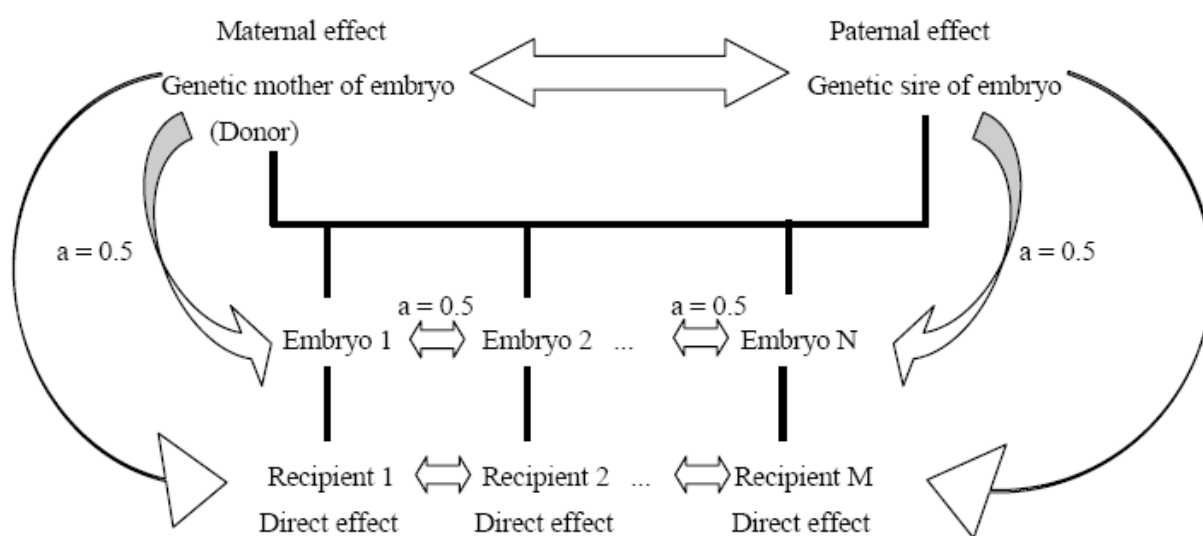 Maternal effect Paternal effect
Genetic mother of embryo Genetic sire of embryo
(Donor)
a = 0.5 a = 0.5
a = 0.5 a = 0.5
Embryo 1 Embryo 2 ... Embryo N
Recipient 1 Recipient 2 ... Recipient M
Direct effect Direct effect Direct effect